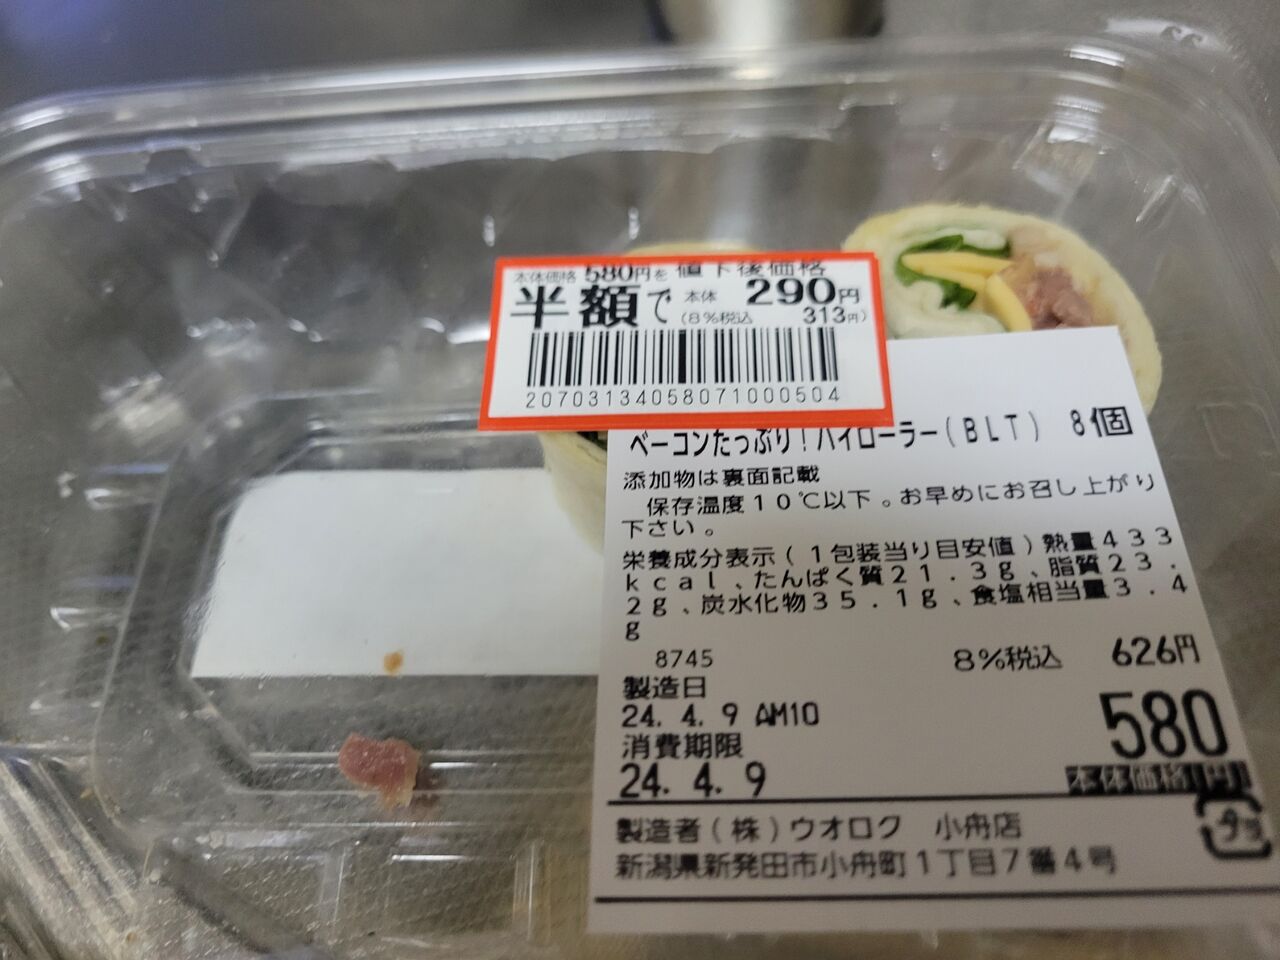 本体価格 580円を 値下後価格
半額で 本体 290円
(8%税込 313円)
20703134058071000504
ベーコンたっぷり!ハイローラー(BLT) 8個
添加物は裏面記載
保存温度10℃以下。お早めにお召し上がり
下さい。
栄養成分表示(1包装当り目安値)熱量433
kcal、たんぱく質21.3g、脂質23.
2g、炭水化物35.1g、食塩相当量3.4
g
8745 8%税込 626円
製造日
24. 4. 9 AM10
消費期限
24. 4. 9
580
本体価格(円)
製造者(株)ウオロク 小舟店
新潟県新発田市小舟町1丁目7番4号
プラ